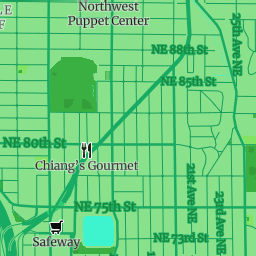 Northwest
Puppet Center
LE
F
NE 88th St
25th Ave NE
NE 85th St
NE 80th St
Chiang's Gourmet
21st Ave NE
23rd Ave NE
NE 75th St
NE 73rd St
Safeway